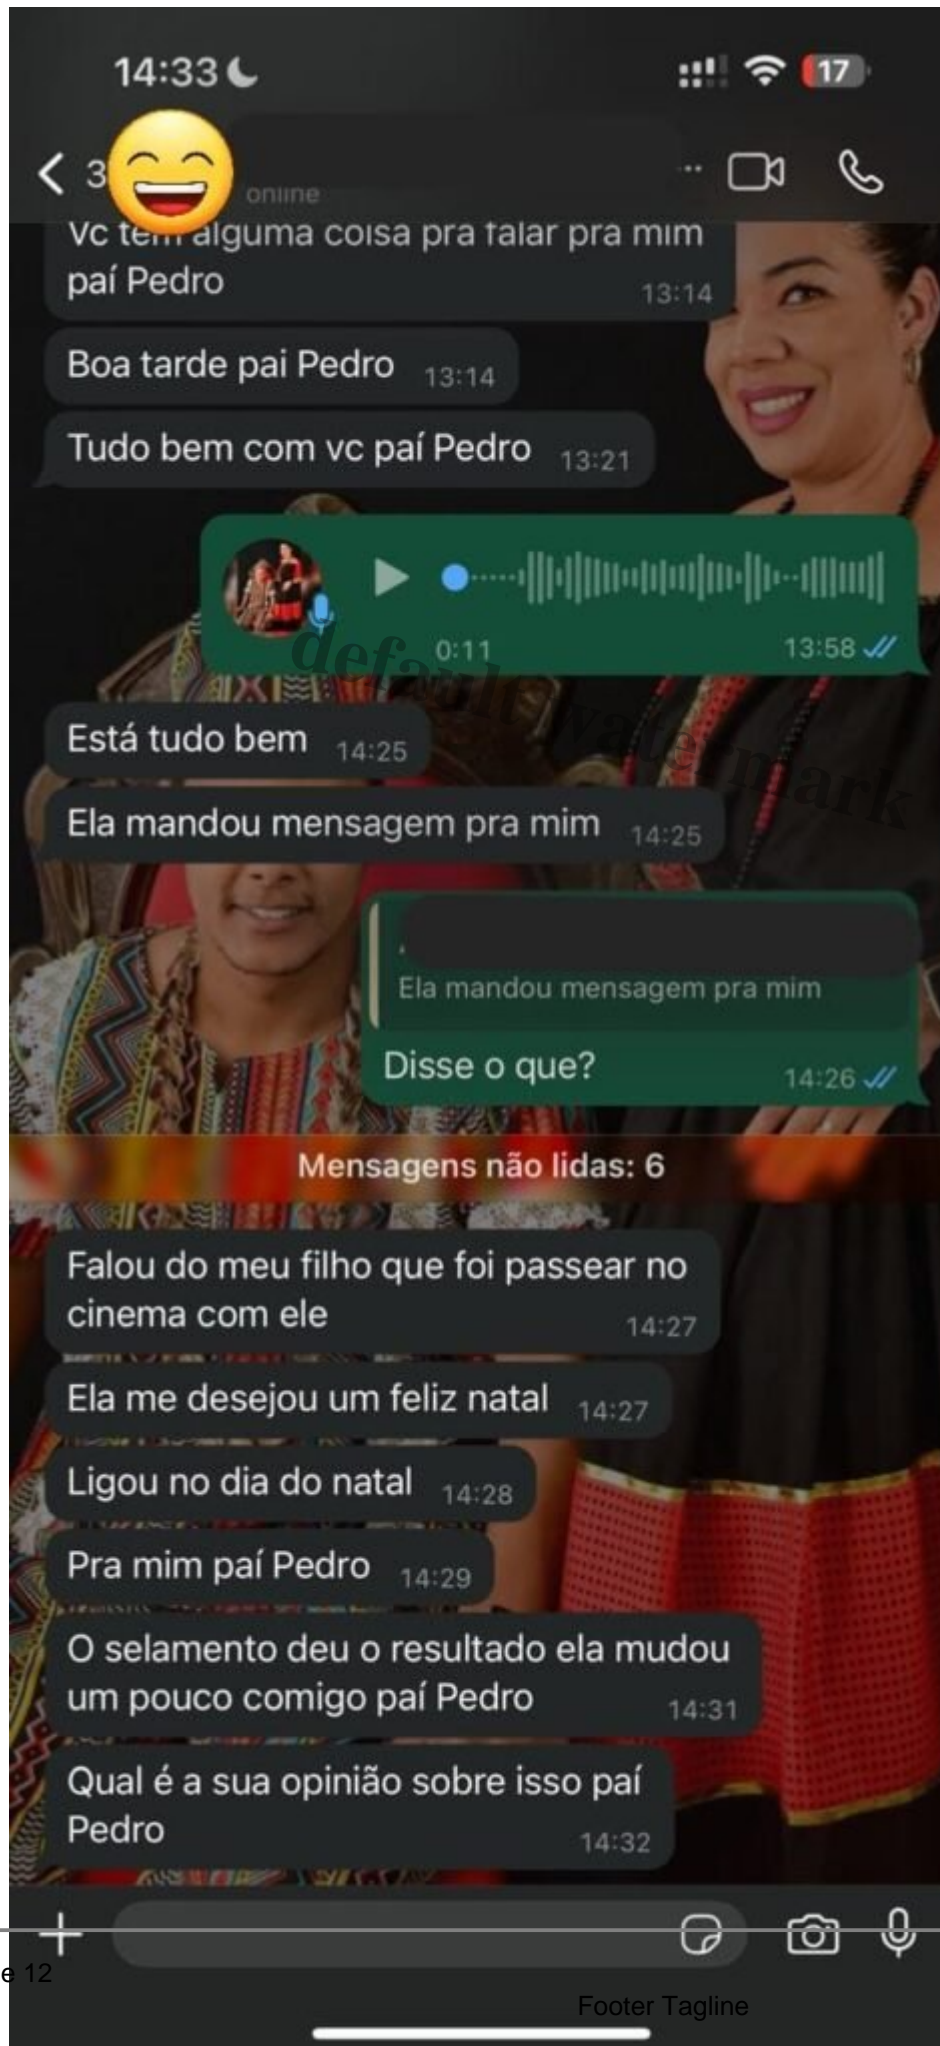 14:33
17
3
online
Vc tem alguma coisa pra falar pra mim
paí Pedro
13:14
Boa tarde pai Pedro 13:14
Tudo bem com vc paí Pedro 13:21
0:11 13:58
default watermark
Está tudo bem 14:25
Ela mandou mensagem pra mim 14:25
Ela mandou mensagem pra mim
Disse o que? 14:26
Mensagens não lidas: 6
Falou do meu filho que foi passear no
cinema com ele 14:27
Ela me desejou um feliz natal 14:27
Ligou no dia do natal 14:28
Pra mim paí Pedro 14:29
O selamento deu o resultado ela mudou
um pouco comigo paí Pedro 14:31
Qual é a sua opinião sobre isso paí
Pedro 14:32
e 12
Footer Tagline